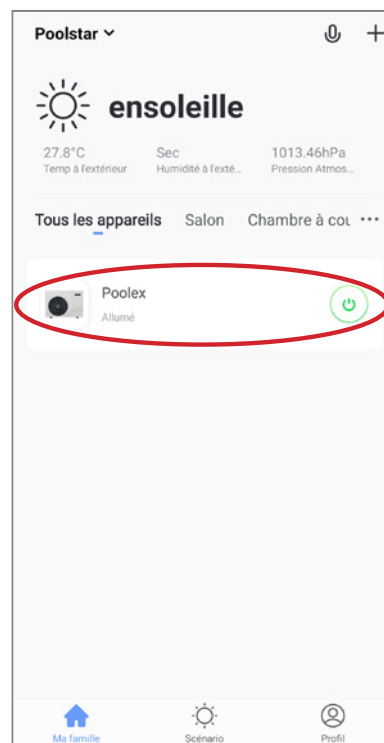 Poolstar
ensoleille
27.8°C Sec 1013.46hPa
Temp à l'extérieur Humidité à l'exté... Pression Atmos...
Tous les appareils Salon Chambre à cou ...
Poolex
Allumé
Ma famille Scénario Profil